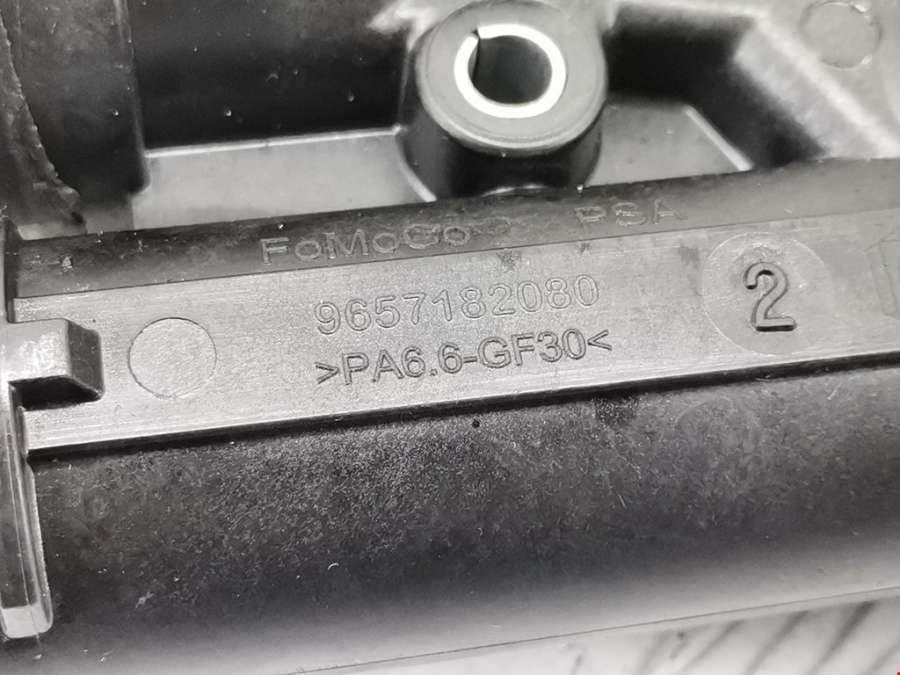 FoMoCo PSA
9657182080
>PA6.6-GF30<
2